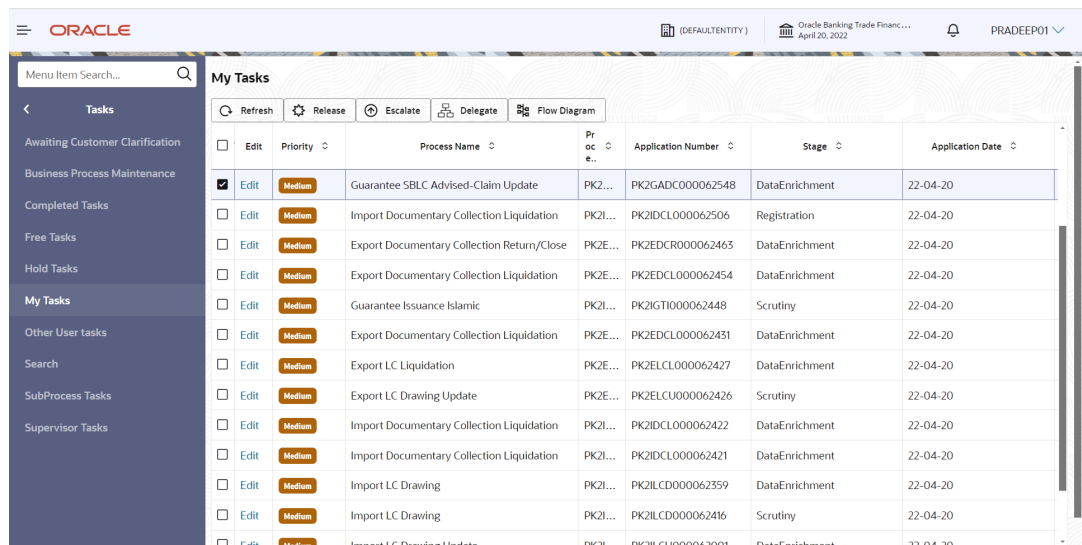 ORACLE
(DEFAULTENTITY )
Oracle Banking Trade Financ...
April 20, 2022
PRADEEP01
Menu Item Search...
Tasks
Awaiting Customer Clarification
Business Process Maintenance
Completed Tasks
Free Tasks
Hold Tasks
My Tasks
Other User tasks
Search
SubProcess Tasks
Supervisor Tasks
My Tasks
Refresh Release Escalate Delegate Flow Diagram
Edit Priority Process Name Proce.. Application Number Stage Application Date
Edit Medium Guarantee SBLC Advised-Claim Update PK2... PK2GADC000062548 DataEnrichment 22-04-20
Edit Medium Import Documentary Collection Liquidation PK2I... PK2IDCL000062506 Registration 22-04-20
Edit Medium Export Documentary Collection Return/Close PK2E... PK2EDCR000062463 DataEnrichment 22-04-20
Edit Medium Export Documentary Collection Liquidation PK2E... PK2EDCL000062454 DataEnrichment 22-04-20
Edit Medium Guarantee Issuance Islamic PK2I... PK2IGTI000062448 Scrutiny 22-04-20
Edit Medium Export Documentary Collection Liquidation PK2E... PK2EDCL000062431 DataEnrichment 22-04-20
Edit Medium Export LC Liquidation PK2E... PK2ELCL000062427 DataEnrichment 22-04-20
Edit Medium Export LC Drawing Update PK2E... PK2ELCU000062426 Scrutiny 22-04-20
Edit Medium Import Documentary Collection Liquidation PK2I... PK2IDCL000062422 DataEnrichment 22-04-20
Edit Medium Import Documentary Collection Liquidation PK2I... PK2IDCL000062421 DataEnrichment 22-04-20
Edit Medium Import LC Drawing PK2I... PK2ILCD000062359 DataEnrichment 22-04-20
Edit Medium Import LC Drawing PK2I... PK2ILCD000062416 Scrutiny 22-04-20